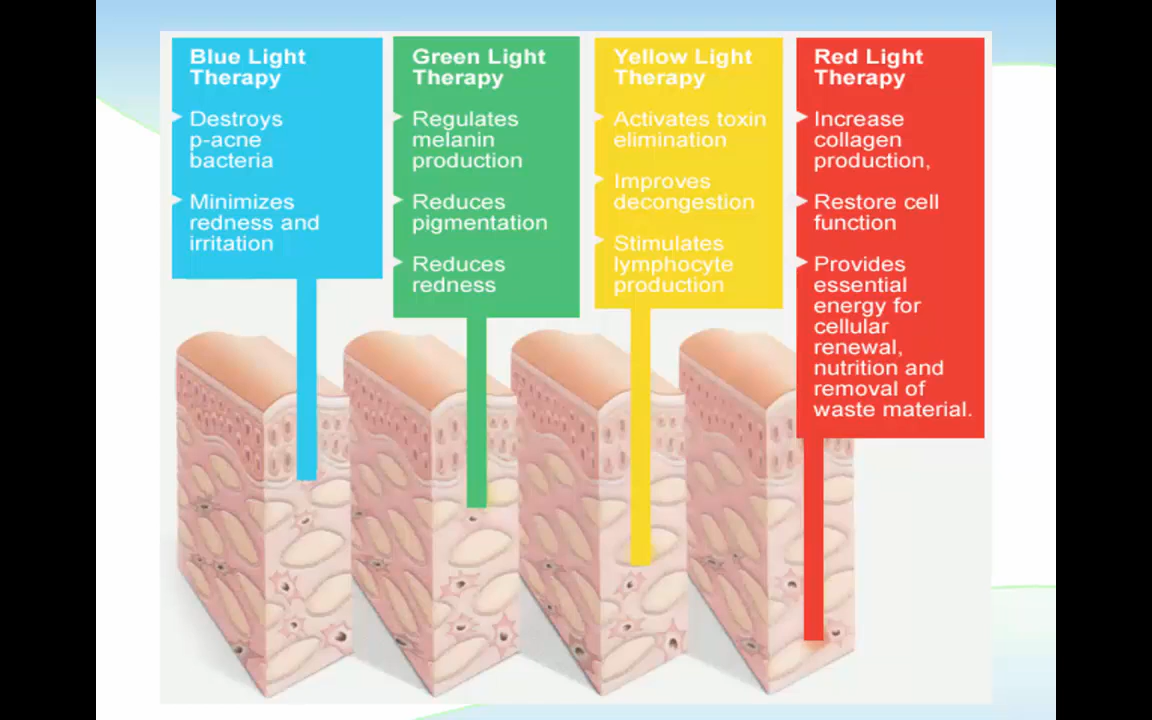 Blue Light
Therapy
Destroys
p-acne
bacteria
Minimizes
redness and
irritation
Green Light
Therapy
Regulates
melanin
production
Reduces
pigmentation
Reduces
redness
Yellow Light
Therapy
Activates toxin
elimination
Improves
decongestion
Stimulates
lymphocyte
production
Red Light
Therapy
Increase
collagen
production,
Restore cell
function
Provides
essential
energy for
cellular
renewal,
nutrition and
removal of
waste material.